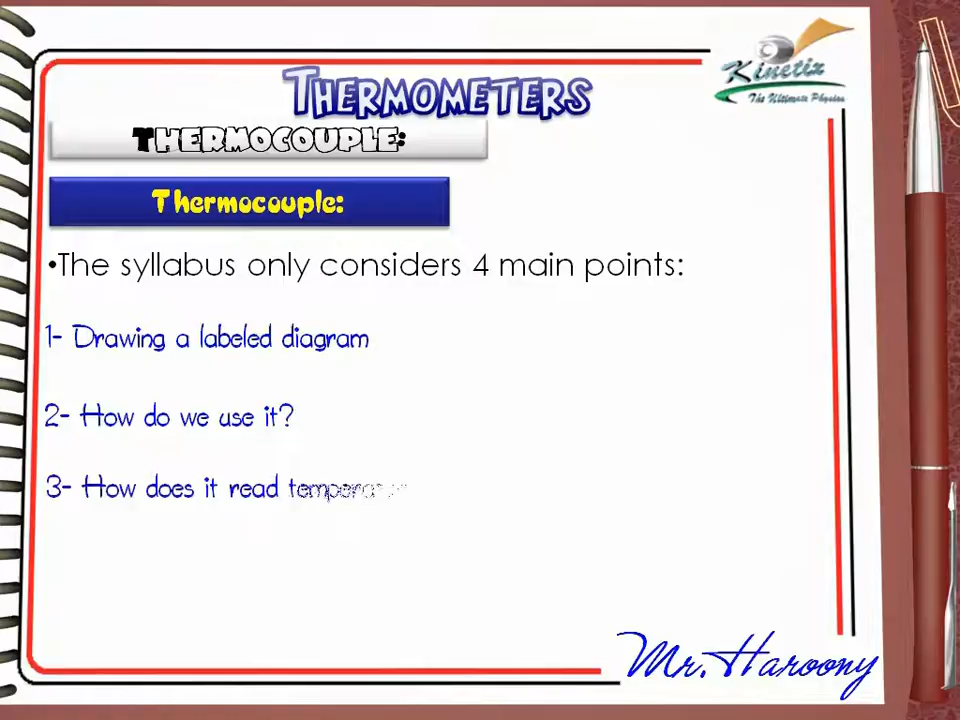 Kinetix
The Ultimate Physics
THERMOMETERS
THERMOCOUPLE:
Thermocouple:
•The syllabus only considers 4 main points:
1- Drawing a labeled diagram
2- How do we use it?
3- How does it read
Mr.Haroony